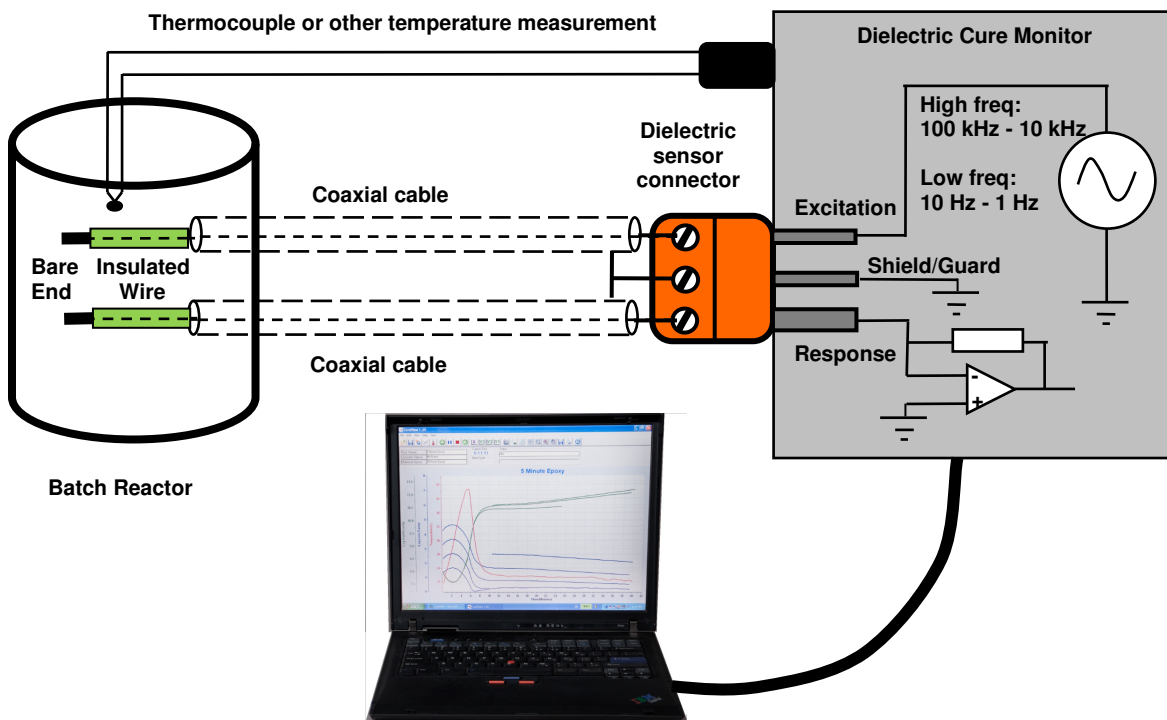 Thermocouple or other temperature measurement
Dielectric Cure Monitor
High freq:
100 kHz - 10 kHz
Low freq:
10 Hz - 1 Hz
Dielectric
sensor
connector
Coaxial cable
Excitation
Shield/Guard
Bare
End
Insulated
Wire
Response
-
+
Coaxial cable
Batch Reactor
5 Minute Epoxy